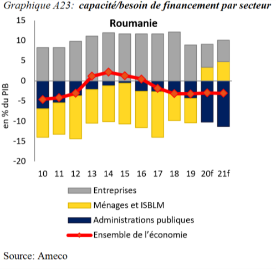 Graphique A23: capacité/besoin de financement par secteur
Roumanie
en % du PIB
15
10
5
0
-5
-10
-15
-20
10 11 12 13 14 15 16 17 18 19 20f 21f
Entreprises
Ménages et ISBLM
Administrations publiques
Ensemble de l'économie
Source: Ameco